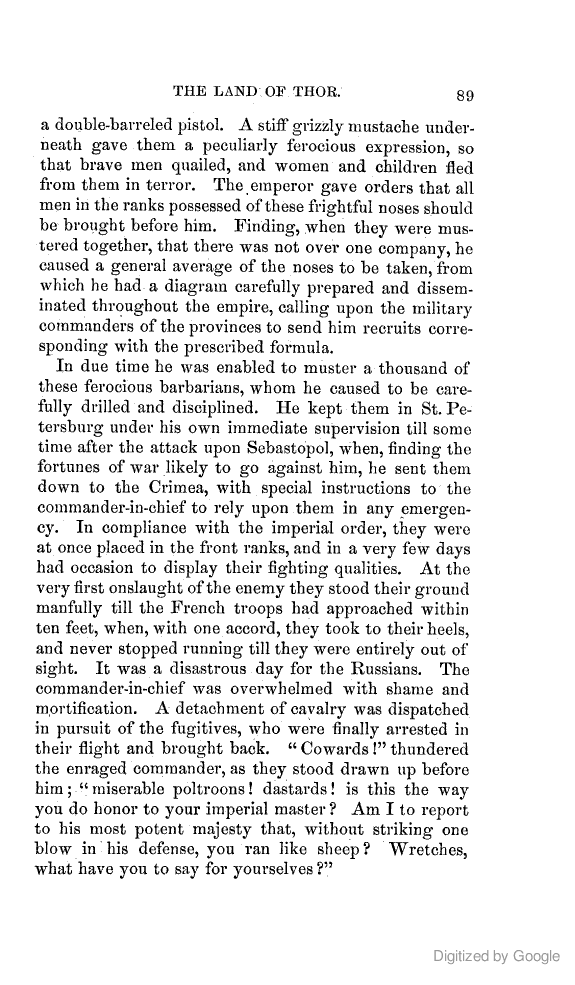 THE LAND OF THOR. 89
a double-barreled pistol. A stiff grizzly mustache under-
neath gave them a peculiarly ferocious expression, so
that brave men quailed, and women and children fled
from them in terror. The emperor gave orders that all
men in the ranks possessed of these frightful noses should
be brought before him. Finding, when they were mus-
tered together, that there was not over one company, he
caused a general average of the noses to be taken, from
which he had a diagram carefully prepared and dissem-
inated throughout the empire, calling upon the military
commanders of the provinces to send him recruits corre-
sponding with the prescribed formula.
In due time he was enabled to muster a thousand of
these ferocious barbarians, whom he caused to be care-
fully drilled and disciplined. He kept them in St. Pe-
tersburg under his own immediate supervision till some
time after the attack upon Sebastopol, when, finding the
fortunes of war likely to go against him, he sent them
down to the Crimea, with special instructions to the
commander-in-chief to rely upon them in any emergen-
cy. In compliance with the imperial order, they were
at once placed in the front ranks, and in a very few days
had occasion to display their fighting qualities. At the
very first onslaught of the enemy they stood their ground
manfully till the French troops had approached within
ten feet, when, with one accord, they took to their heels,
and never stopped running till they were entirely out of
sight. It was a disastrous day for the Russians. The
commander-in-chief was overwhelmed with shame and
mortification. A detachment of cavalry was dispatched
in pursuit of the fugitives, who were finally arrested in
their flight and brought back. “Cowards!” thundered
the enraged commander, as they stood drawn up before
him; “miserable poltroons! dastards! is this the way
you do honor to your imperial master? Am I to report
to his most potent majesty that, without striking one
blow in his defense, you ran like sheep? Wretches,
what have you to say for yourselves?”
Digitized by Google